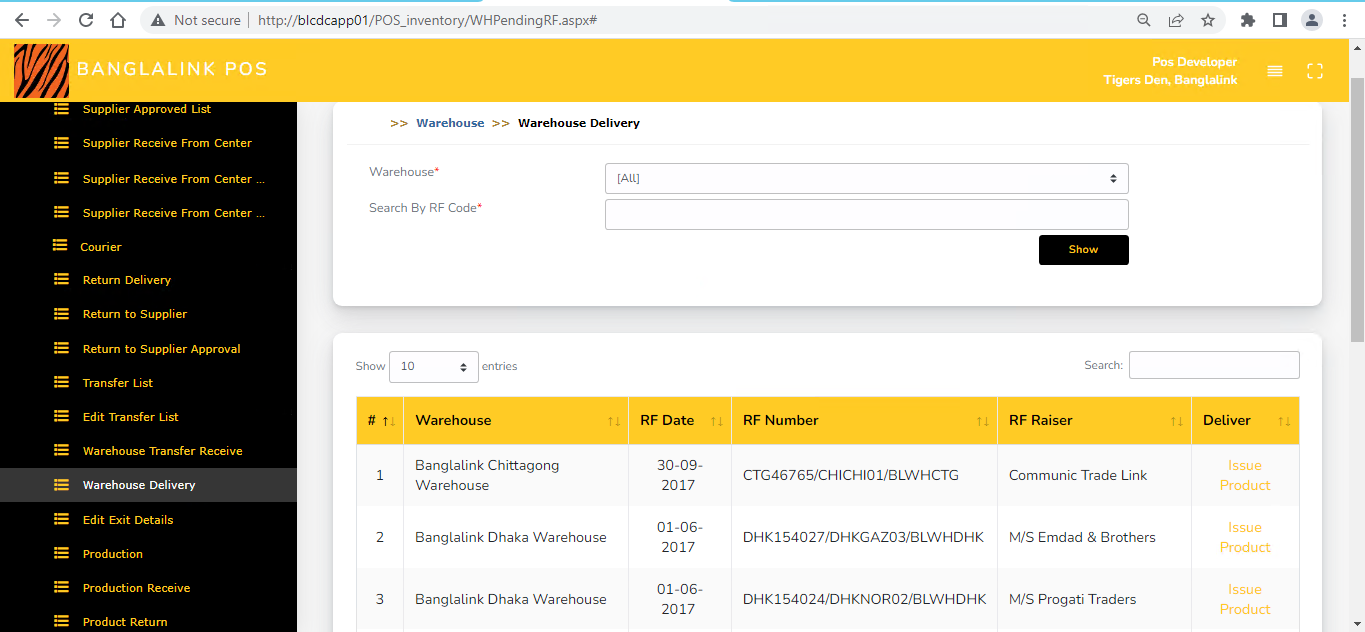 Not secure
http://blcdcapp01/POS_inventory/WHPendingRF.aspx#
BANGLALINK POS
Pos Developer
Tigers Den, Banglalink
Supplier Approved List
Supplier Receive From Center
Supplier Receive From Center ...
Supplier Receive From Center ...
Courier
Return Delivery
Return to Supplier
Return to Supplier Approval
Transfer List
Edit Transfer List
Warehouse Transfer Receive
Warehouse Delivery
Edit Exit Details
Production
Production Receive
Product Return
>> Warehouse >> Warehouse Delivery
Warehouse*
[All]
Search By RF Code*
Show
Show 10 entries
Search:
# Warehouse RF Date RF Number RF Raiser Deliver
1 Banglalink Chittagong Warehouse 30-09-2017 CTG46765/CHICHI01/BLWHCTG Communic Trade Link Issue Product
2 Banglalink Dhaka Warehouse 01-06-2017 DHK154027/DHKGAZ03/BLWHDHK M/S Emdad & Brothers Issue Product
3 Banglalink Dhaka Warehouse 01-06-2017 DHK154024/DHKNOR02/BLWHDHK M/S Progati Traders Issue Product